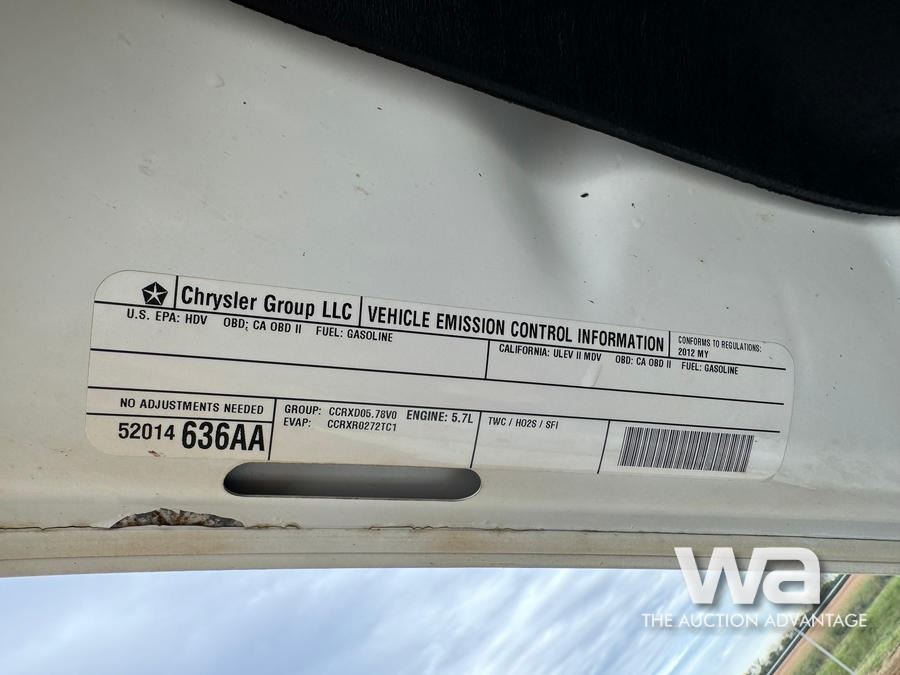 Chrysler Group LLC
VEHICLE EMISSION CONTROL INFORMATION
CONFORMS TO REGULATIONS:
2012 MY
U.S. EPA: HDV OBD: CA OBD II FUEL: GASOLINE
CALIFORNIA: ULEV II MDV OBD: CA OBD II FUEL: GASOLINE
NO ADJUSTMENTS NEEDED
52014 636AA
GROUP: CCRXD05.78V0 ENGINE: 5.7L
EVAP: CCRXR0272TC1
TWC / HO2S / SFI
wa
THE AUCTION ADVANTAGE